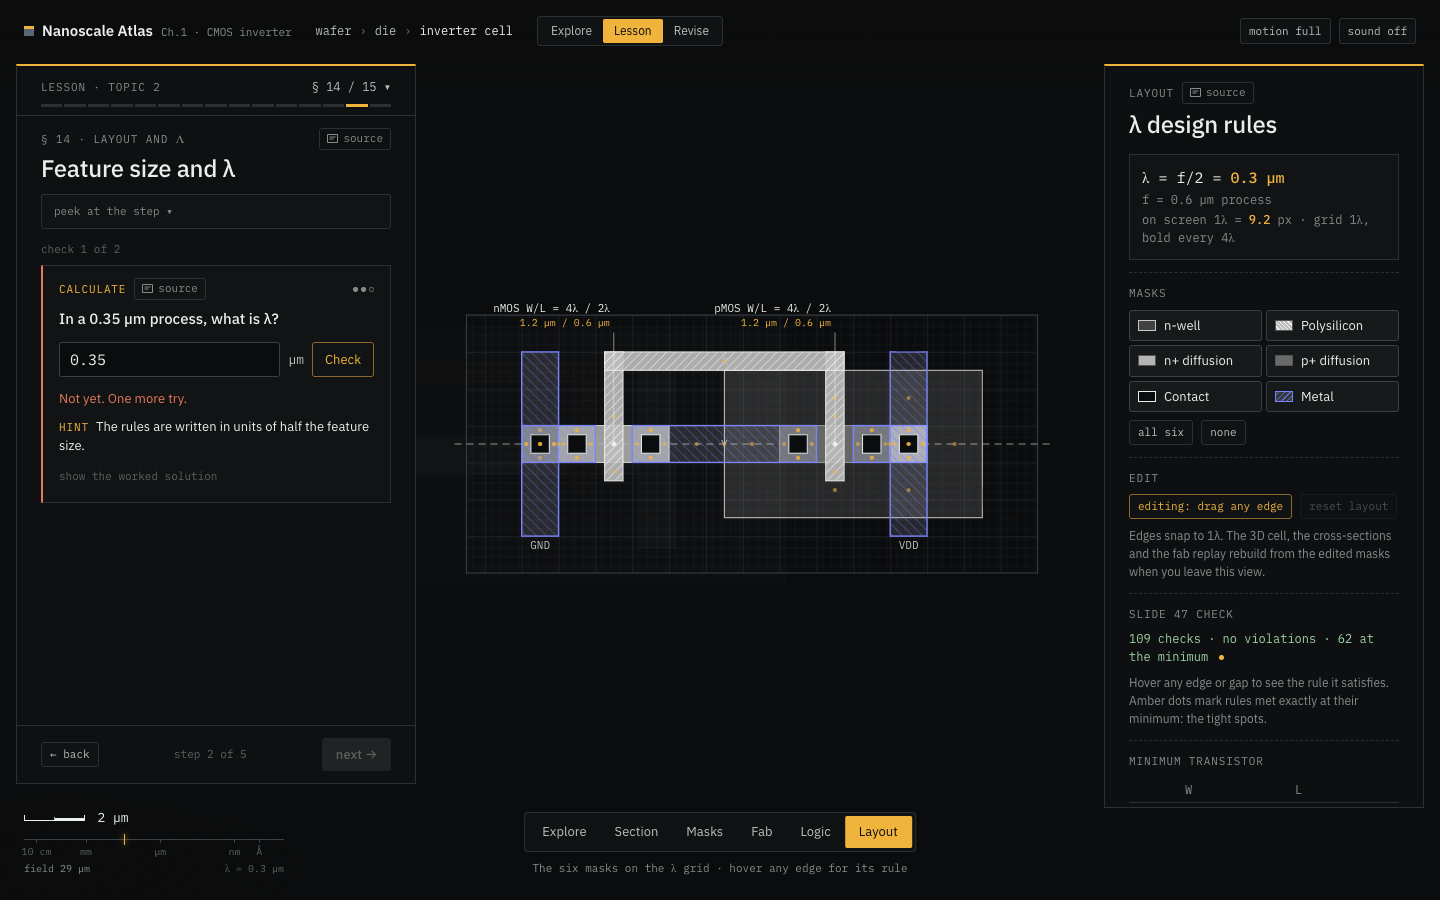 Nanoscale Atlas Ch.1 · CMOS inverter
wafer › die › inverter cell
Explore Lesson Revise
motion full
sound off
LESSON · TOPIC 2
§ 14 / 15 ▾
§ 14 · LAYOUT AND Λ
source
Feature size and λ
peek at the step ▾
check 1 of 2
CALCULATE
source
In a 0.35 µm process, what is λ?
0.35
µm
Check
Not yet. One more try.
HINT The rules are written in units of half the feature
size.
show the worked solution
← back
step 2 of 5
next →
nMOS W/L = 4λ / 2λ
1.2 µm / 0.6 µm
pMOS W/L = 4λ / 2λ
1.2 µm / 0.6 µm
GND
VDD
LAYOUT
source
λ design rules
λ = f/2 = 0.3 µm
f = 0.6 µm process
on screen 1λ = 9.2 px · grid 1λ,
bold every 4λ
MASKS
n-well
Polysilicon
n+ diffusion
p+ diffusion
Contact
Metal
all six
none
EDIT
editing: drag any edge
reset layout
Edges snap to 1λ. The 3D cell, the cross-sections
and the fab replay rebuild from the edited masks
when you leave this view.
SLIDE 47 CHECK
109 checks · no violations · 62 at
the minimum
Hover any edge or gap to see the rule it satisfies.
Amber dots mark rules met exactly at their
minimum: the tight spots.
MINIMUM TRANSISTOR
W L
2 µm
10 cm mm µm nm Å
field 29 µm
λ = 0.3 µm
Explore Section Masks Fab Logic Layout
The six masks on the λ grid · hover any edge for its rule